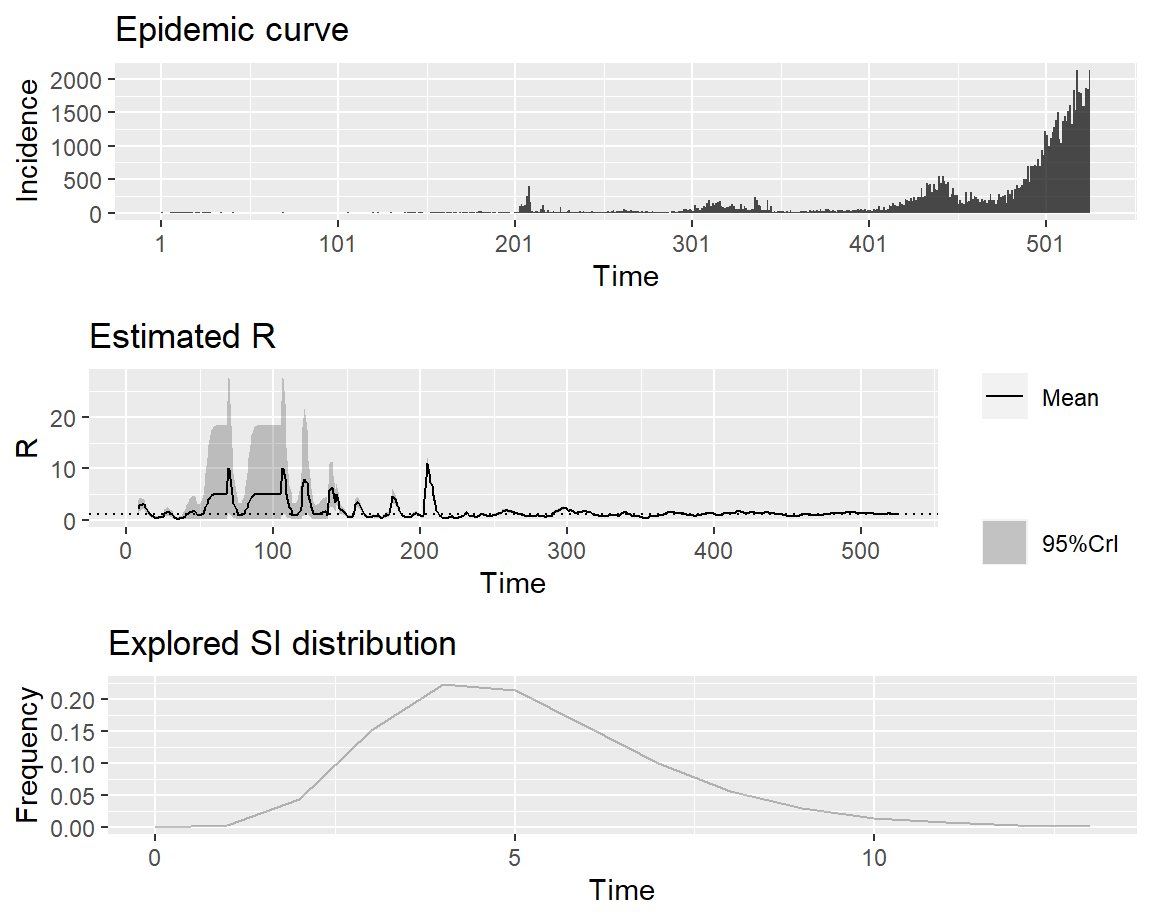 Epidemic curve
2000
1500
1000
500
0
Incidence
1 101 201 301 401 501
Time
Estimated R
20
10
0
R
0 100 200 300 400 500
Time
Mean
95%CrI
Explored SI distribution
0.20
0.15
0.10
0.05
0.00
Frequency
0 5 10
Time